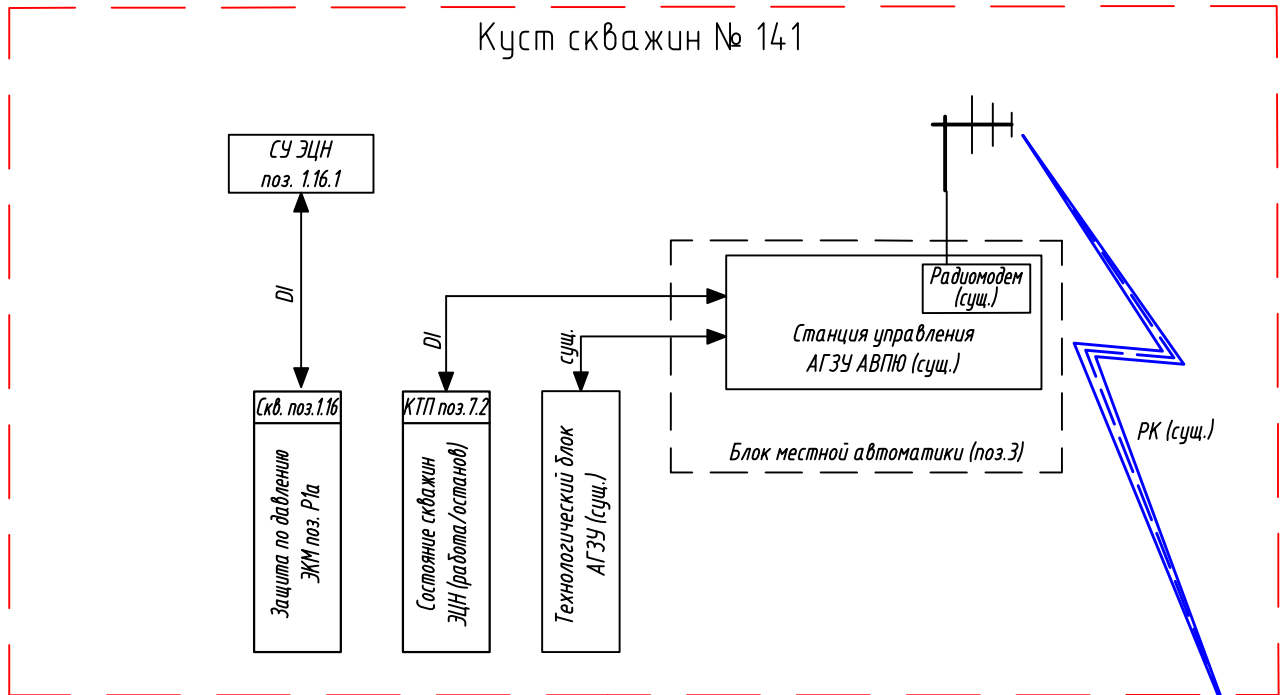 Куст скважин № 141
СУ ЭЦН
поз. 1.16.1
DI
DI
сущ.
Радиомодем
(сущ.)
Станция управления
АГЗУ АВПЮ (сущ.)
Блок местной автоматики (поз.3)
РК (сущ.)
Скв. поз.1.16
Защита по давлению
ЭКМ поз. Р1а
КТП поз.7.2
Состояние скважин
ЭЦН (работа/останов)
Технологический блок
АГЗУ (сущ.)